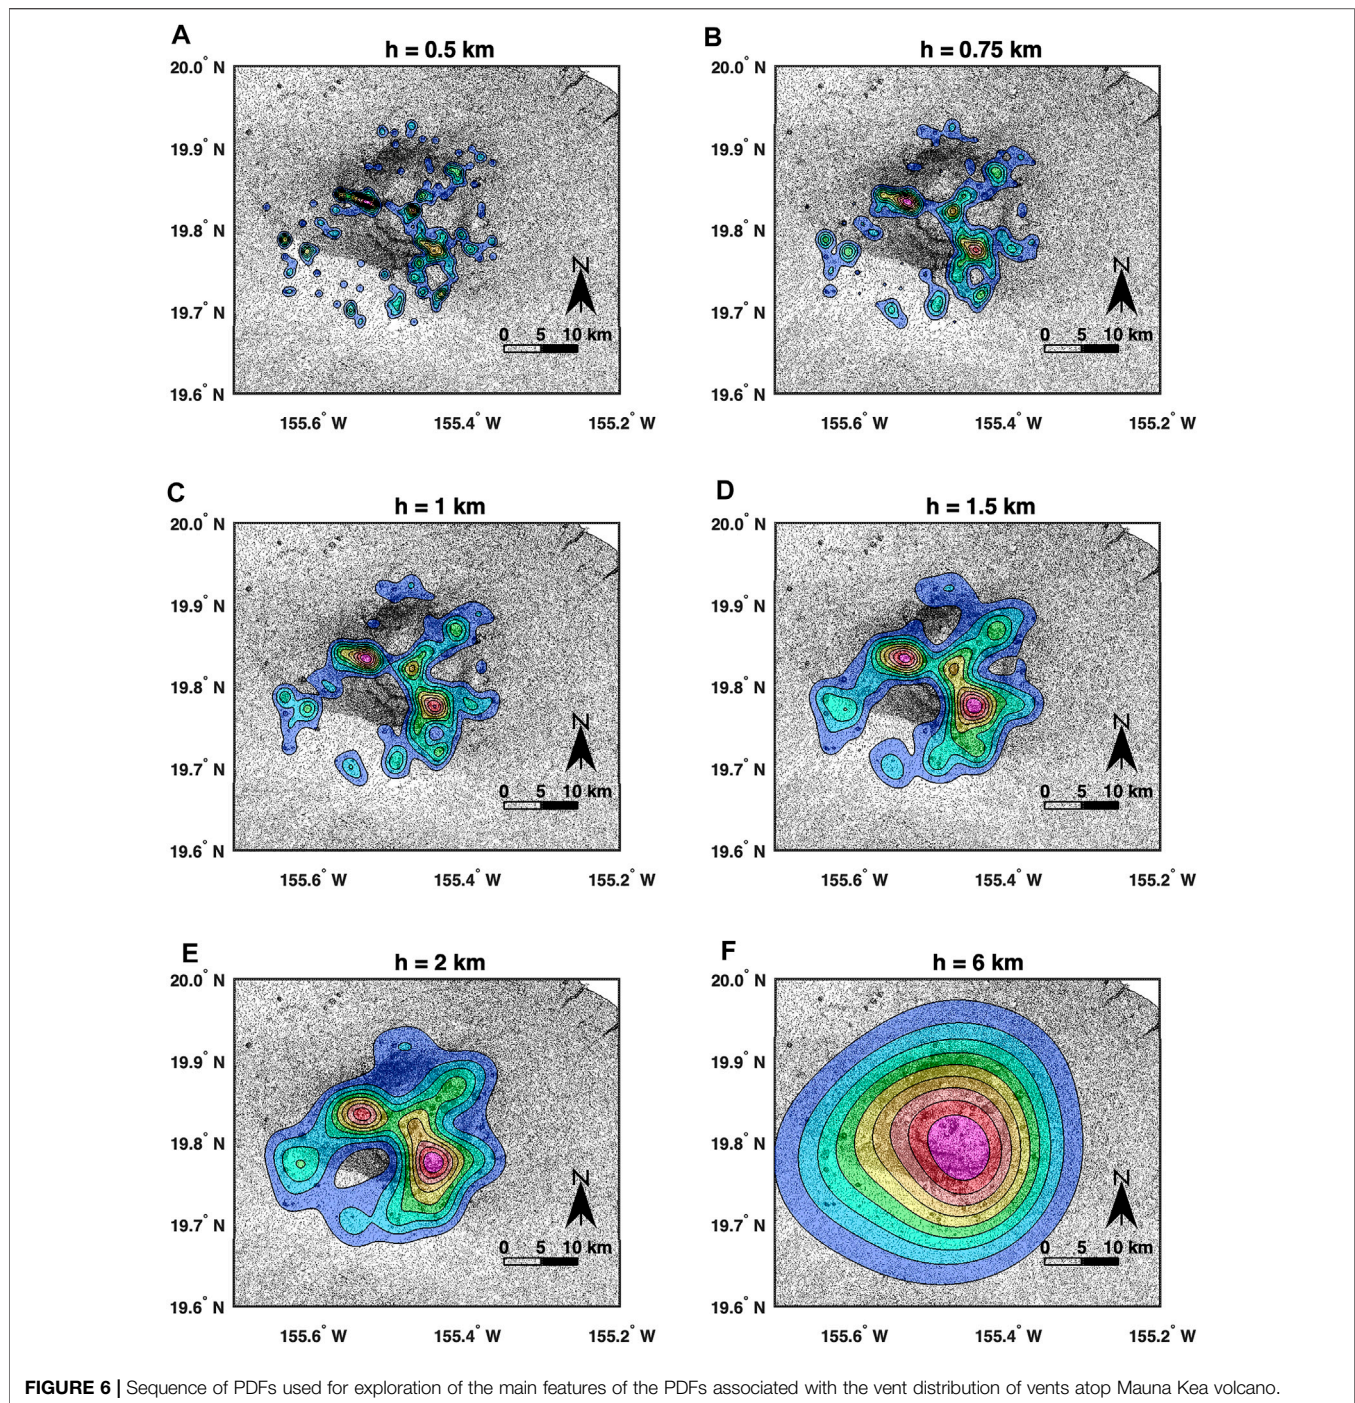 A
h = 0.5 km
20.0° N
19.9° N
19.8° N
19.7° N
19.6° N
155.6° W
155.4° W
155.2° W
N
0 5 10 km
B
h = 0.75 km
20.0° N
19.9° N
19.8° N
19.7° N
19.6° N
155.6° W
155.4° W
155.2° W
N
0 5 10 km
C
h = 1 km
20.0° N
19.9° N
19.8° N
19.7° N
19.6° N
155.6° W
155.4° W
155.2° W
N
0 5 10 km
D
h = 1.5 km
20.0° N
19.9° N
19.8° N
19.7° N
19.6° N
155.6° W
155.4° W
155.2° W
N
0 5 10 km
E
h = 2 km
20.0° N
19.9° N
19.8° N
19.7° N
19.6° N
155.6° W
155.4° W
155.2° W
N
0 5 10 km
F
h = 6 km
20.0° N
19.9° N
19.8° N
19.7° N
19.6° N
155.6° W
155.4° W
155.2° W
N
0 5 10 km
FIGURE 6 | Sequence of PDFs used for exploration of the main features of the PDFs associated with the vent distribution of vents atop Mauna Kea volcano.